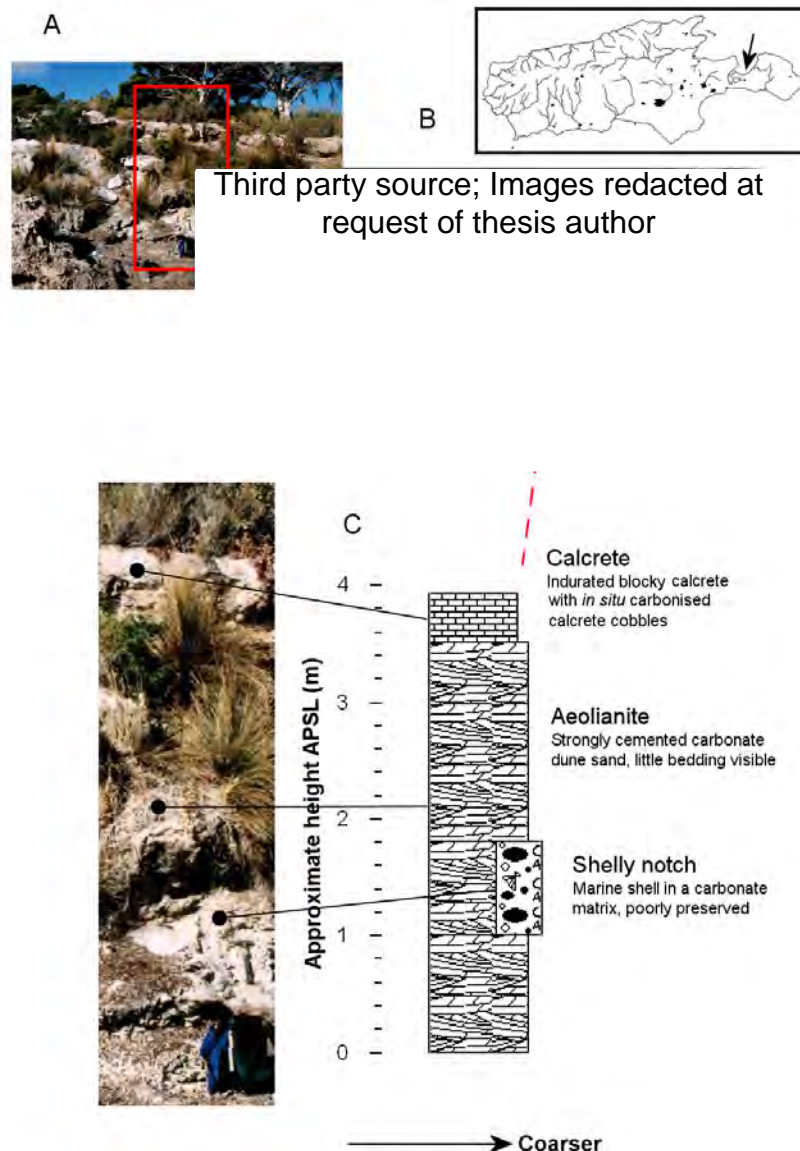 A
B
Third party source; Images redacted at
request of thesis author
C
Approximate height APSL (m)
4
3
2
1
0
Calcrete
Indurated blocky calcrete
with in situ carbonised
calcrete cobbles
Aeolianite
Strongly cemented carbonate
dune sand, little bedding visible
Shelly notch
Marine shell in a carbonate
matrix, poorly preserved
Coarser